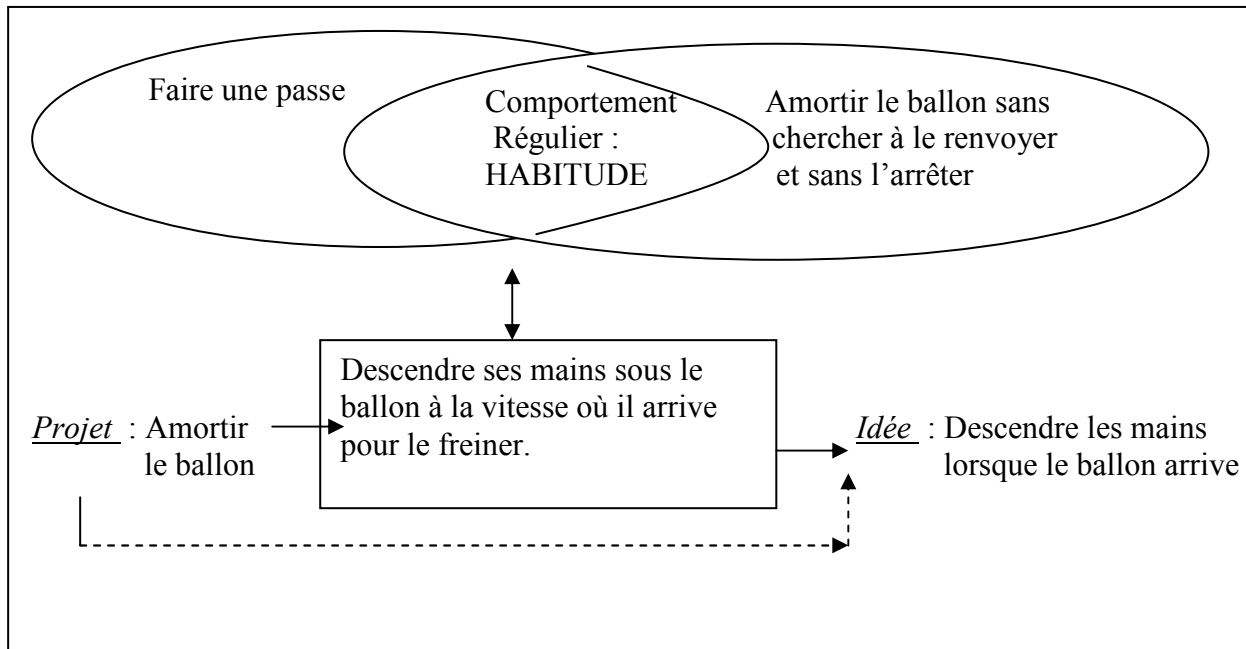 Faire une passe
Comportement
Régulier :
HABITUDE
Amortir le ballon sans
chercher à le renvoyer
et sans l’arrêter
Descendre ses mains sous le
ballon à la vitesse où il arrive
pour le freiner.
Projet : Amortir
le ballon
Idée : Descendre les mains
lorsque le ballon arrive